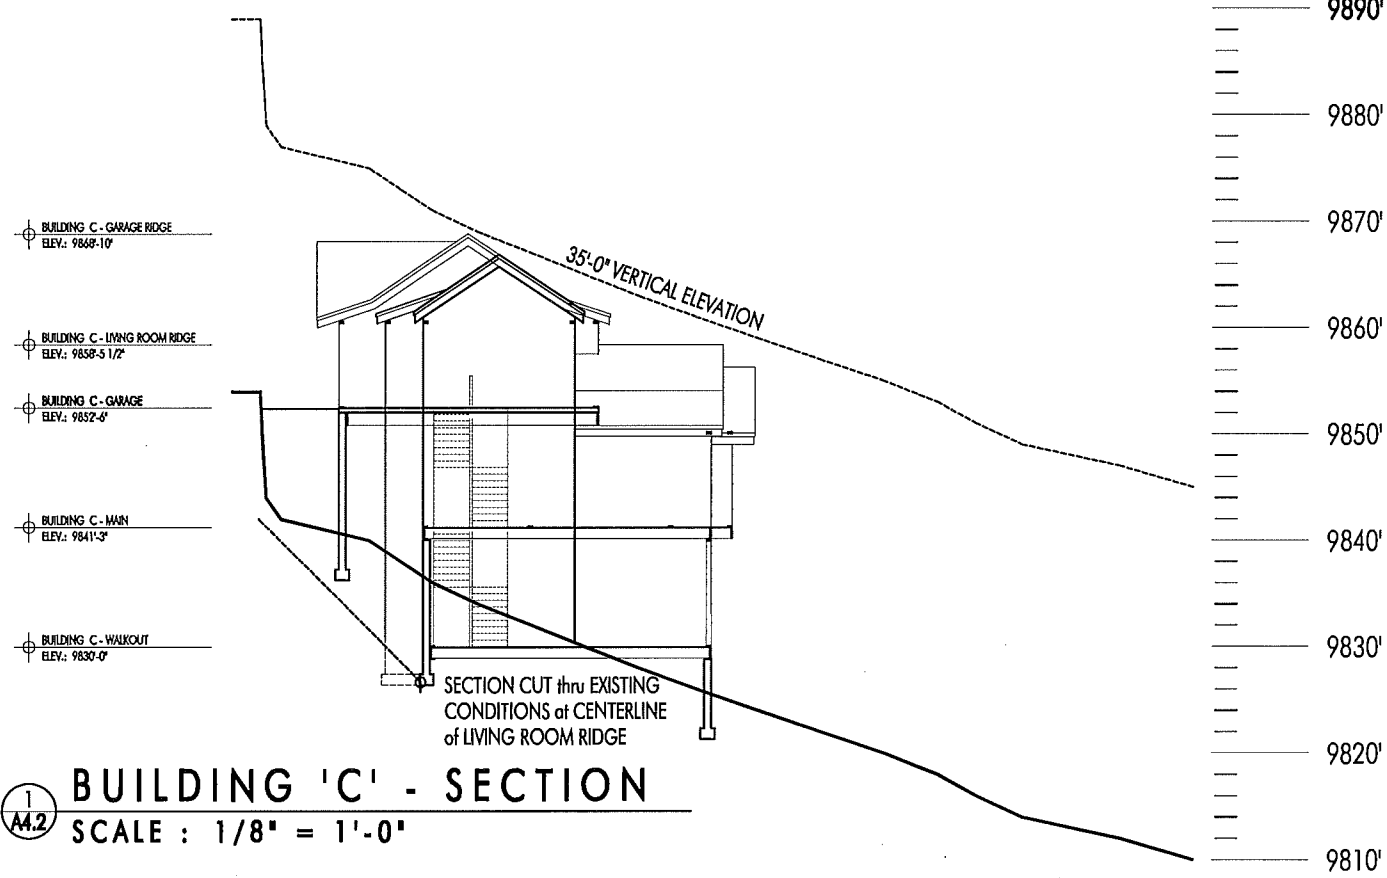 9890'
9880'
9870'
9860'
9850'
9840'
9830'
9820'
9810'
BUILDING C - GARAGE RIDGE
ELEV.: 9868'-10"
BUILDING C - LIVING ROOM RIDGE
ELEV.: 9858'-5 1/2"
BUILDING C - GARAGE
ELEV.: 9852'-6"
BUILDING C - MAIN
ELEV.: 9841'-3"
BUILDING C - WALKOUT
ELEV.: 9830'-0"
35'-0" VERTICAL ELEVATION
SECTION CUT thru EXISTING
CONDITIONS at CENTERLINE
of LIVING ROOM RIDGE
1
A4.2
BUILDING 'C' - SECTION
SCALE : 1/8" = 1'-0"